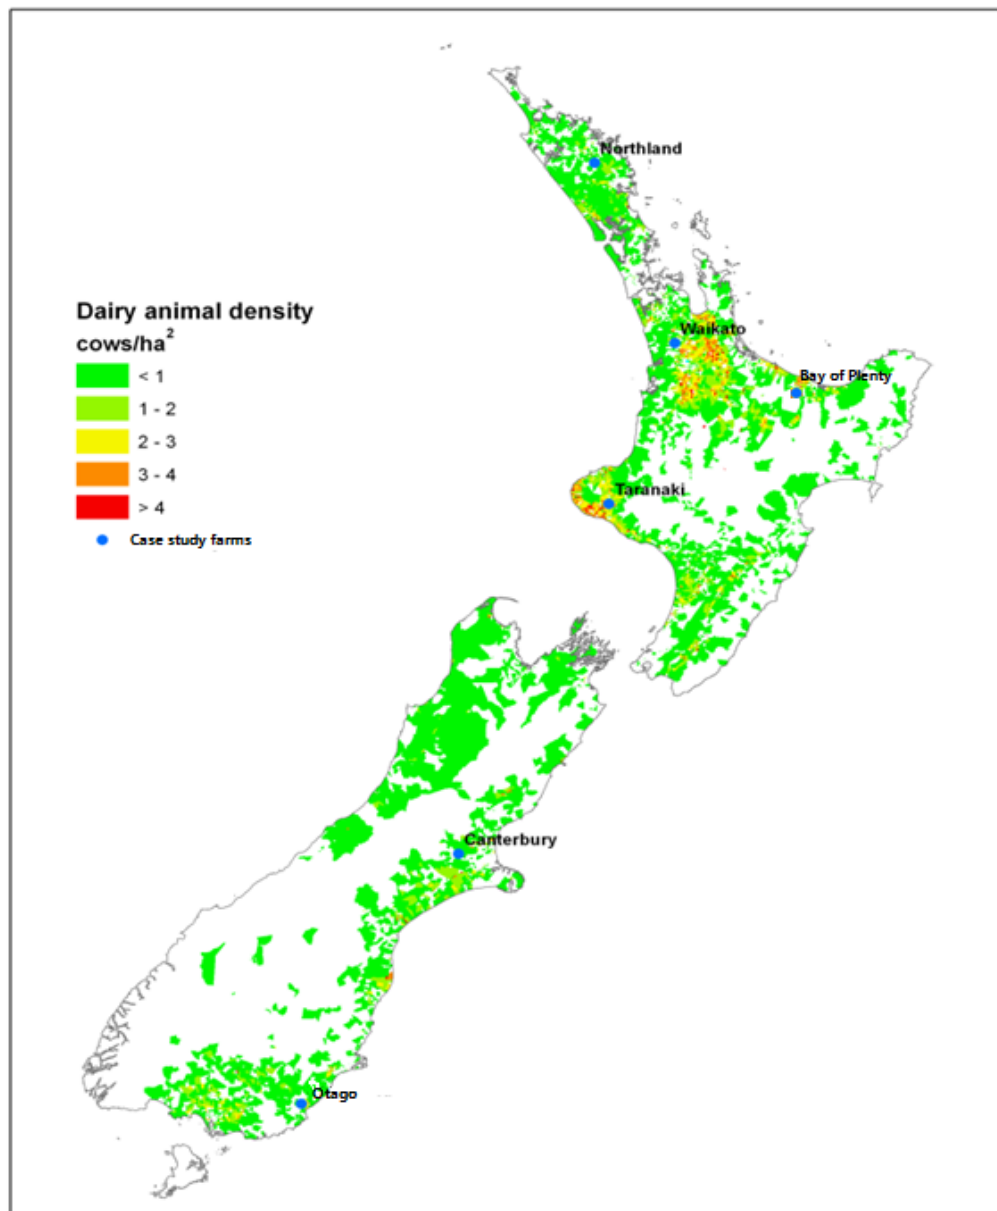 Northland
Dairy animal density
cows/ha²
< 1
1 - 2
2 - 3
3 - 4
> 4
Case study farms
Waikato
Bay of Plenty
Taranaki
Canterbury
Otago